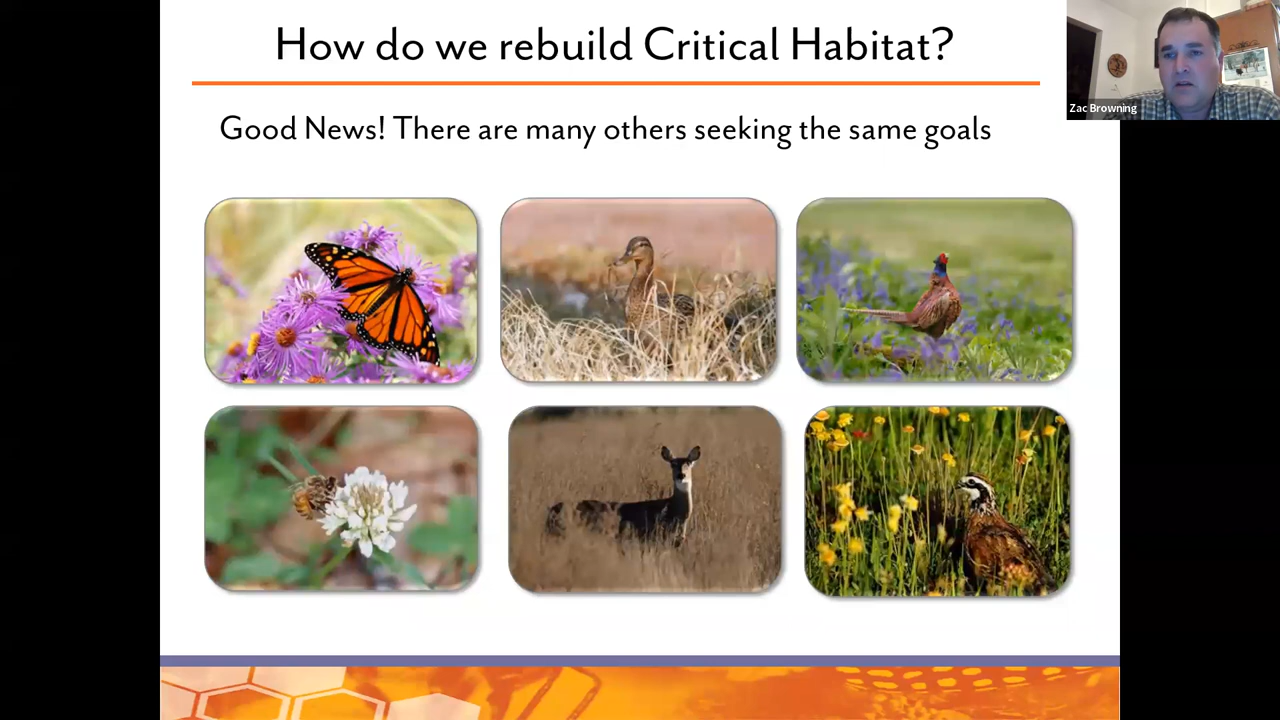 How do we rebuild Critical Habitat?
Good News! There are many others seeking the same goals
Zac Browning